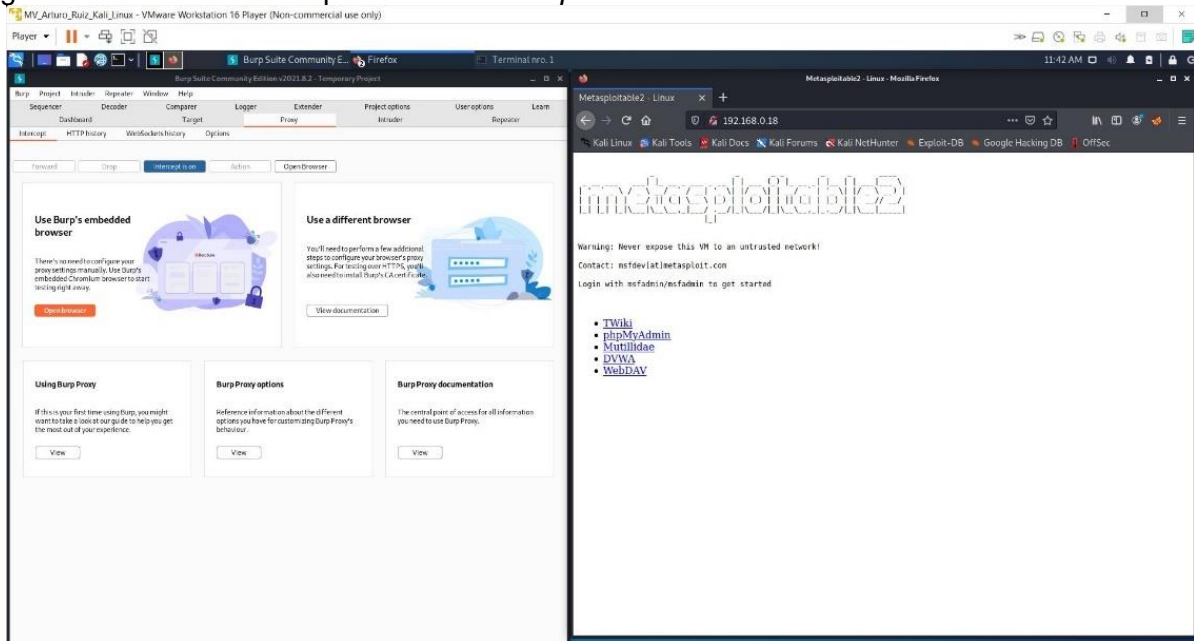 MV_Arturo_Ruiz_Kali_Linux - VMware Workstation 16 Player (Non-commercial use only)
Player
Burp Suite Community E...
Firefox
Terminal nro. 1
11:42 AM
Burp Suite Community Edition v2021.8.2 - Temporary Project
Burp Project Intruder Repeater Window Help
Sequencer Decoder Comparer Logger Extender Project options User options Learn
Dashboard Target Proxy Intruder Repeater
Intercept HTTP history WebSockets history Options
Forward Drop Intercept is on Action Open Browser
Use Burp's embedded
browser
There's no need to configure your
proxy settings manually. Use Burp's
embedded Chromium browser to start
testing right away.
Open browser
Use a different browser
You'll need to perform a few additional
steps to configure your browser's proxy
settings. For testing over HTTPS, you'll
also need to install Burp's CA certificate.
View documentation
Using Burp Proxy
If this is your first time using Burp, you might
want to take a look at our guide to help you get
the most out of your experience.
View
Burp Proxy options
Reference information about the different
options you have for customizing Burp Proxy's
behaviour.
View
Burp Proxy documentation
The central point of access for all information
you need to use Burp Proxy.
View
Metasploitable2 - Linux - Mozilla Firefox
Metasploitable2 - Linux
192.168.0.18
Kali Linux Kali Tools Kali Docs Kali Forums Kali NetHunter Exploit-DB Google Hacking DB OffSec
metasploitable2
Warning: Never expose this VM to an untrusted network!
Contact: msfdev[at]metasploit.com
Login with msfadmin/msfadmin to get started
TWiki
phpMyAdmin
Mutillidae
DVWA
WebDAV